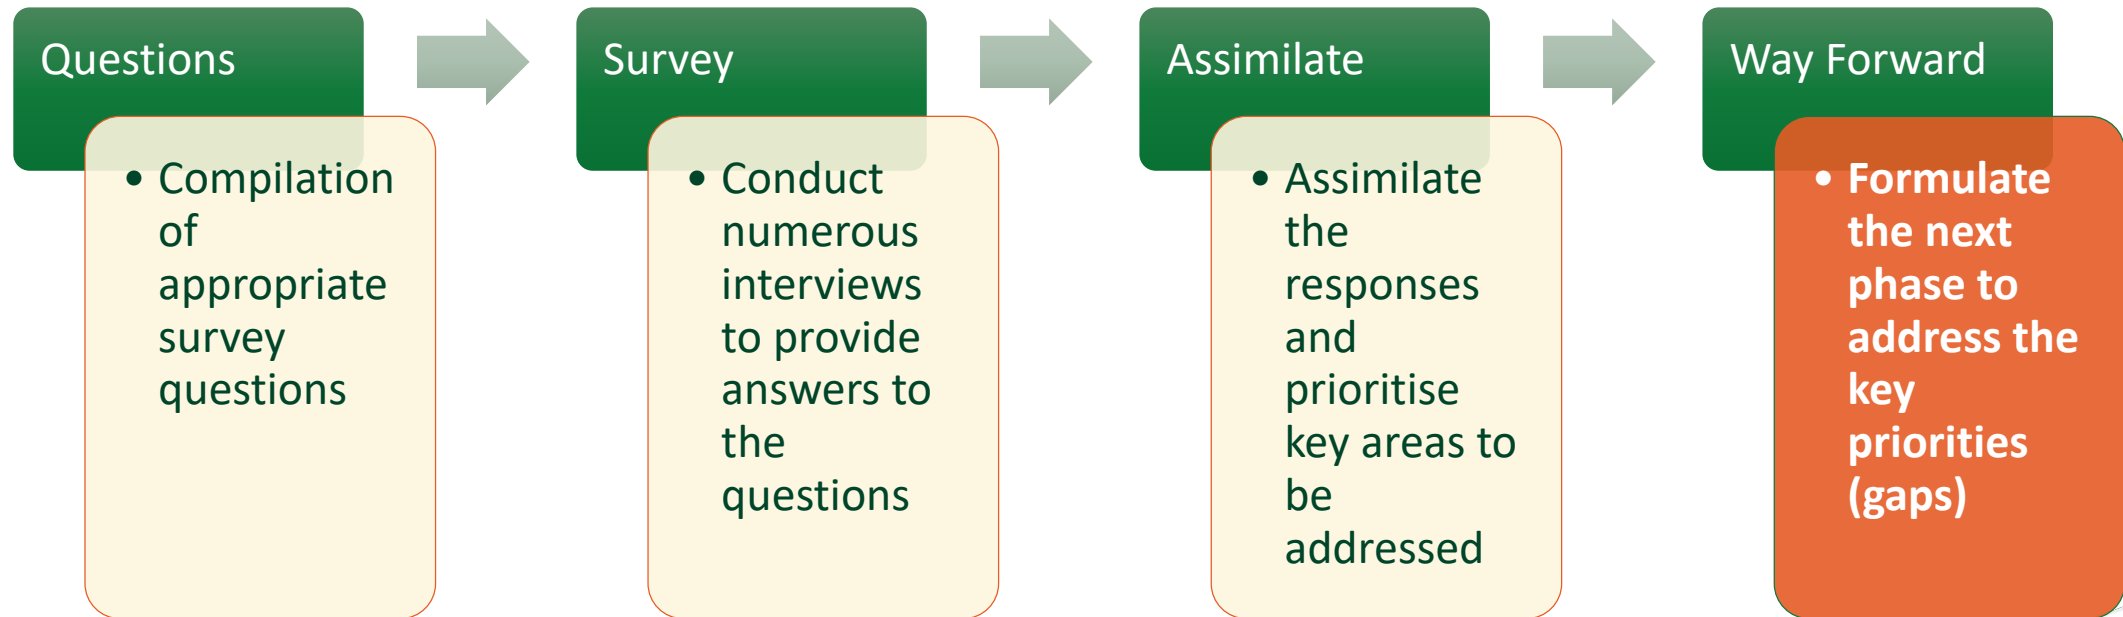 Questions
• Compilation
of
appropriate
survey
questions
Survey
• Conduct
numerous
interviews
to provide
answers to
the
questions
Assimilate
• Assimilate
the
responses
and
prioritise
key areas to
be
addressed
Way Forward
• Formulate
the next
phase to
address the
key
priorities
(gaps)